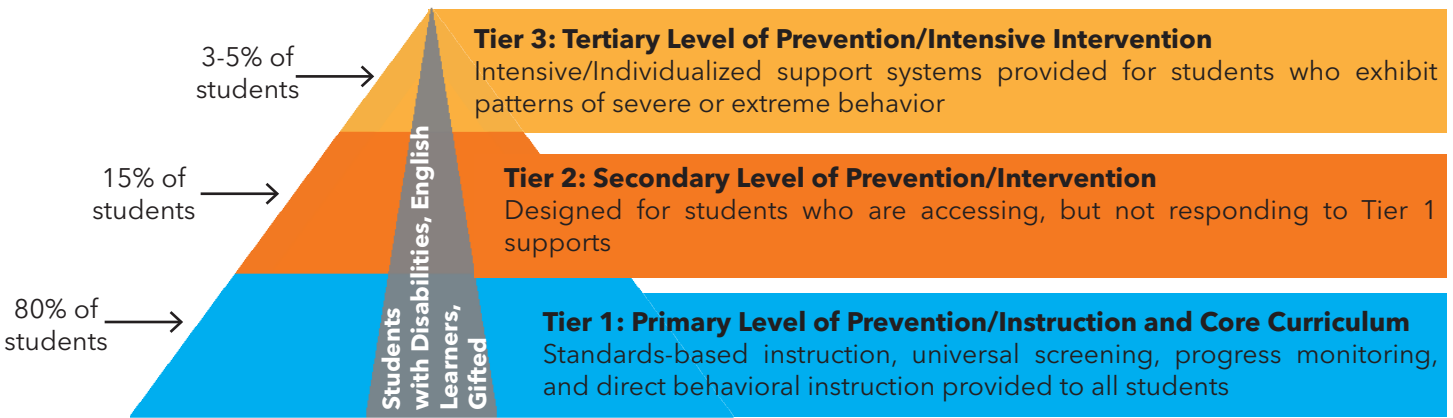 3-5% of
students
Tier 3: Tertiary Level of Prevention/Intensive Intervention
Intensive/Individualized support systems provided for students who exhibit
patterns of severe or extreme behavior
15% of
students
Tier 2: Secondary Level of Prevention/Intervention
Designed for students who are accessing, but not responding to Tier 1
supports
80% of
students
Tier 1: Primary Level of Prevention/Instruction and Core Curriculum
Standards-based instruction, universal screening, progress monitoring,
and direct behavioral instruction provided to all students
Students
with Disabilities, English
Learners,
Gifted